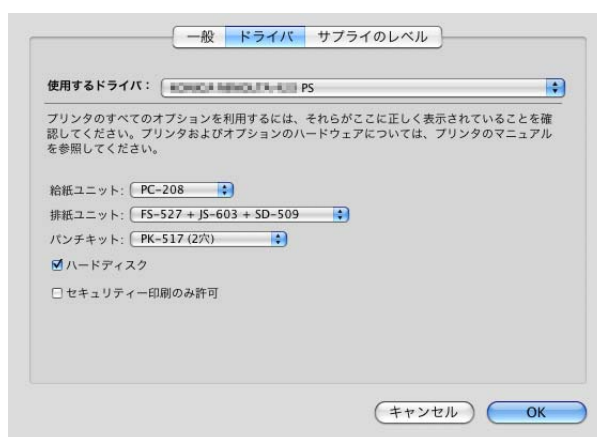 一般 ドライバ サプライのレベル
使用するドライバ： PS
プリンタのすべてのオプションを利用するには、それらがここに正しく表示されていることを確
認してください。プリンタおよびオプションのハードウェアについては、プリンタのマニュアル
を参照してください。
給紙ユニット: PC-208
排紙ユニット: FS-527 + JS-603 + SD-509
パンチキット: PK-517 (2穴)
ハードディスク
セキュリティー印刷のみ許可
キャンセル OK